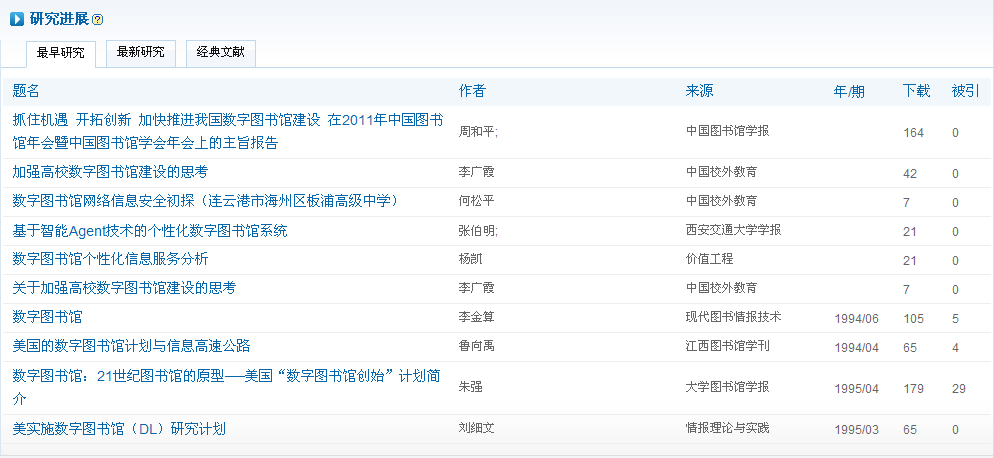 研究进展?
最早研究 最新研究 经典文献
题名 作者 来源 年/期 下载 被引
抓住机遇 开拓创新 加快推进我国数字图书馆建设 在2011年中国图书
馆年会暨中国图书馆学会年会上的主旨报告 周和平; 中国图书馆学报 164 0
加强高校数字图书馆建设的思考 李广霞 中国校外教育 42 0
数字图书馆网络信息安全初探（连云港市海州区板浦高级中学） 何松平 中国校外教育 7 0
基于智能Agent技术的个性化数字图书馆系统 张伯明; 西安交通大学学报 21 0
数字图书馆个性化信息服务分析 杨凯 价值工程 21 0
关于加强高校数字图书馆建设的思考 李广霞 中国校外教育 7 0
数字图书馆 李金算 现代图书情报技术 1994/06 105 5
美国的数字图书馆计划与信息高速公路 鲁向禹 江西图书馆学刊 1994/04 65 4
数字图书馆：21世纪图书馆的原型──美国“数字图书馆创始”计划简
介 朱强 大学图书馆学报 1995/04 179 29
美实施数字图书馆（DL）研究计划 刘细文 情报理论与实践 1995/03 65 0